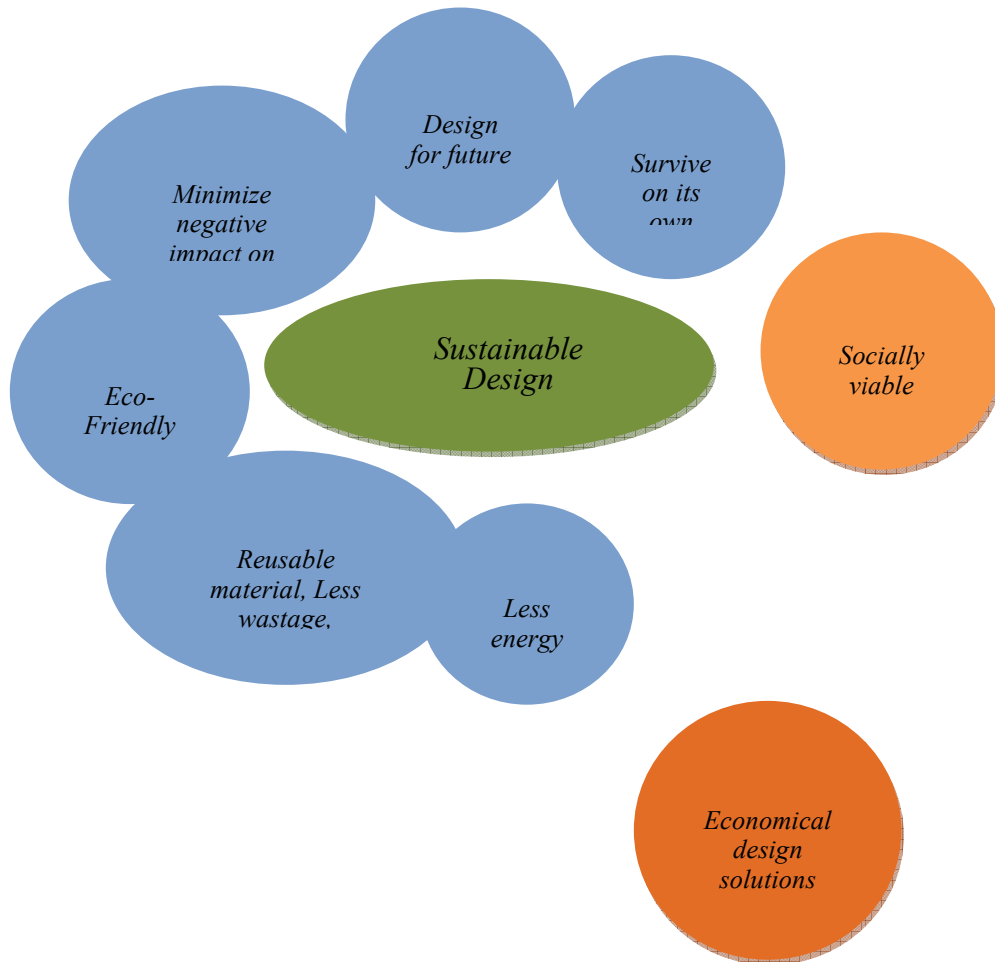 Design
for future
Survive
on its
own
Minimize
negative
impact on
Sustainable
Design
Socially
viable
Eco-
Friendly
Reusable
material, Less
wastage,
Less
energy
Economical
design
solutions